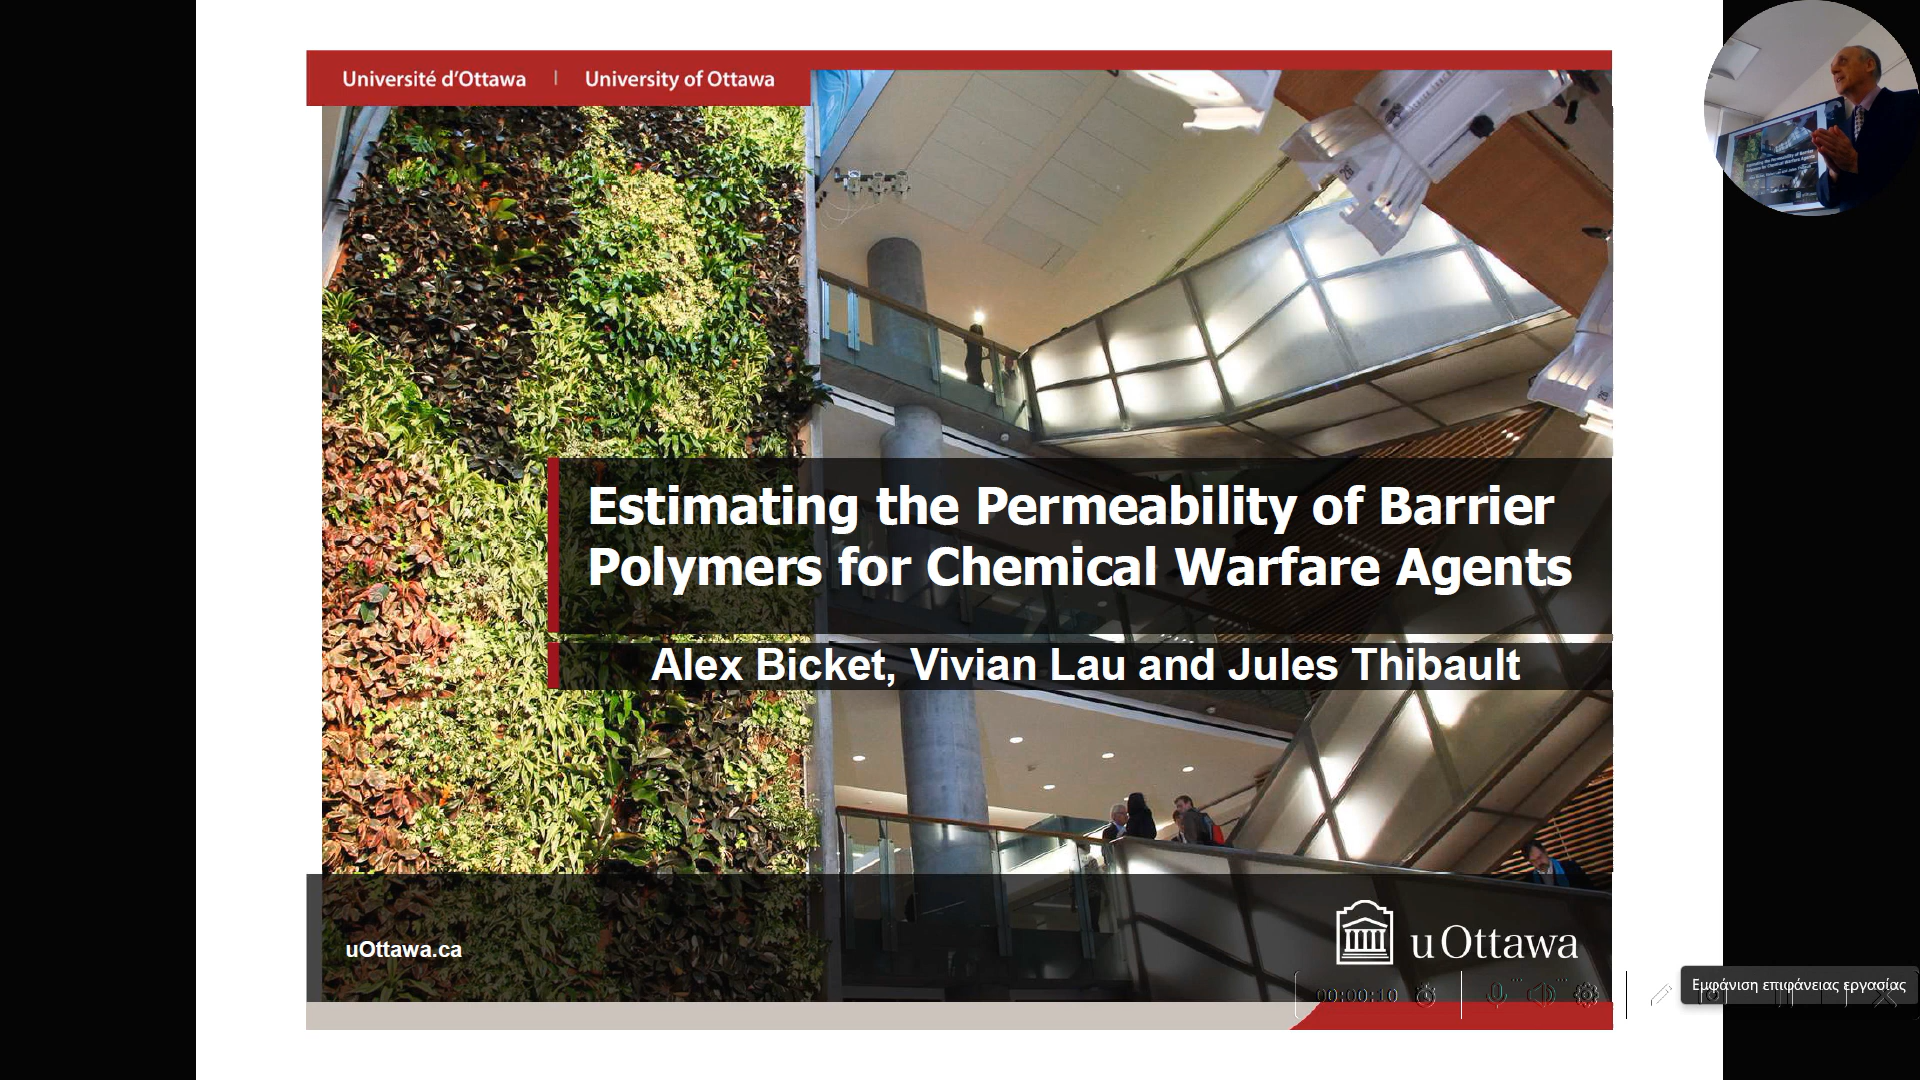 Université d'Ottawa | University of Ottawa
Estimating the Permeability of Barrier
Polymers for Chemical Warfare Agents
Alex Bicket, Vivian Lau and Jules Thibault
uOttawa.ca
uOttawa
00:00:10
Εμφάνιση επιφάνειας εργασίας